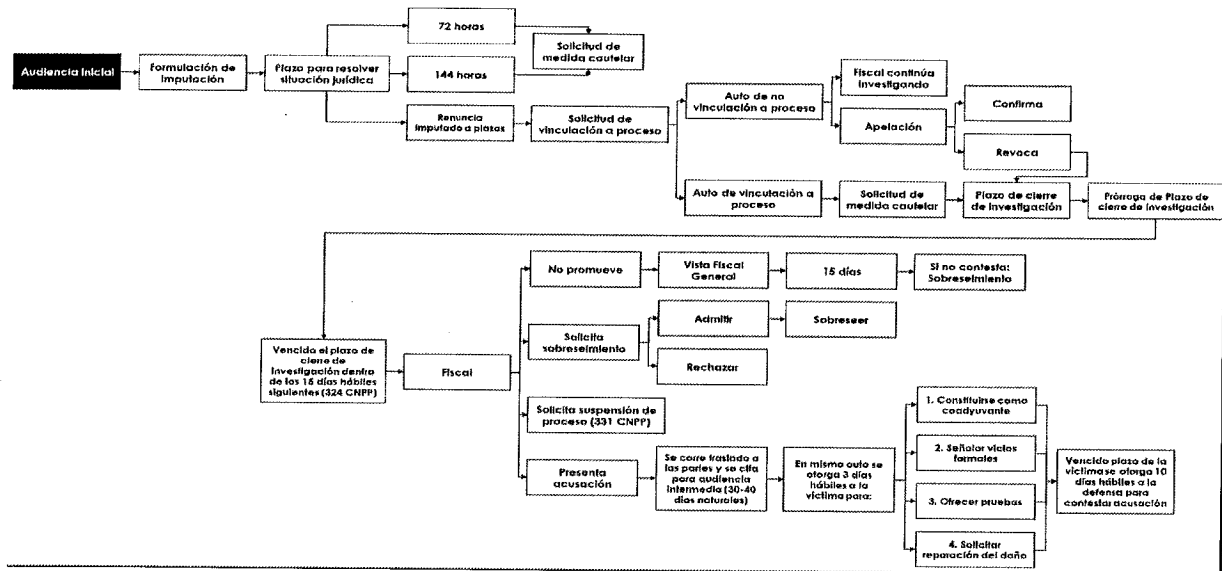 Audiencia Inicial
Formulación de
Imputación
Plazo para resolver
situación jurídica
72 horas
144 horas
Solicitud de
medida cautelar
Renuncia
imputado a plazos
Solicitud de
vinculación a proceso
Auto de no
vinculación a proceso
Fiscal continúa
investigando
Apelación
Confirma
Revoca
Auto de vinculación a
proceso
Solicitud de
medida cautelar
Plazo de cierre
de investigación
Prórroga de Plazo de
cierre de investigación
Vencido el plazo de
cierre de
investigación dentro
de los 15 días hábiles
siguientes (324 CNPP)
Fiscal
No promueve
Vista Fiscal
General
15 días
Si no contesta:
Sobreseimiento
Solicita
sobreseimiento
Admitir
Sobreseer
Rechazar
Solicita suspensión de
proceso (331 CNPP)
Presenta
acusación
Se corre traslado a
las partes y se cita
para audiencia
intermedia (30-40
días naturales)
En mismo auto se
otorga 3 días
hábiles a la
víctima para:
1. Constituirse como
coadyuvante
2. Señalar vicios
formales
3. Ofrecer pruebas
4. Solicitar
reparación del daño
Vencido plazo de la
víctima se otorga 10
días hábiles a la
defensa para
contestar acusación